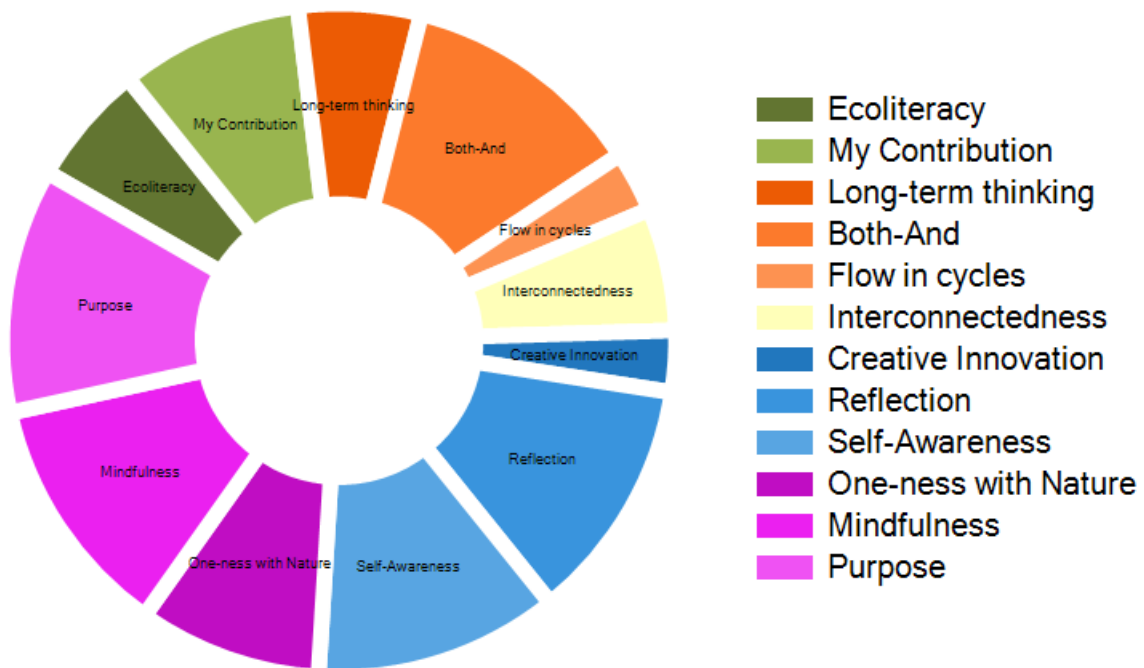 Long-term thinking
My Contribution
Both-And
Ecoliteracy
Flow in cycles
Interconnectedness
Purpose
Creative Innovation
Reflection
Mindfulness
One-ness with Nature
Self-Awareness
Ecoliteracy
My Contribution
Long-term thinking
Both-And
Flow in cycles
Interconnectedness
Creative Innovation
Reflection
Self-Awareness
One-ness with Nature
Mindfulness
Purpose